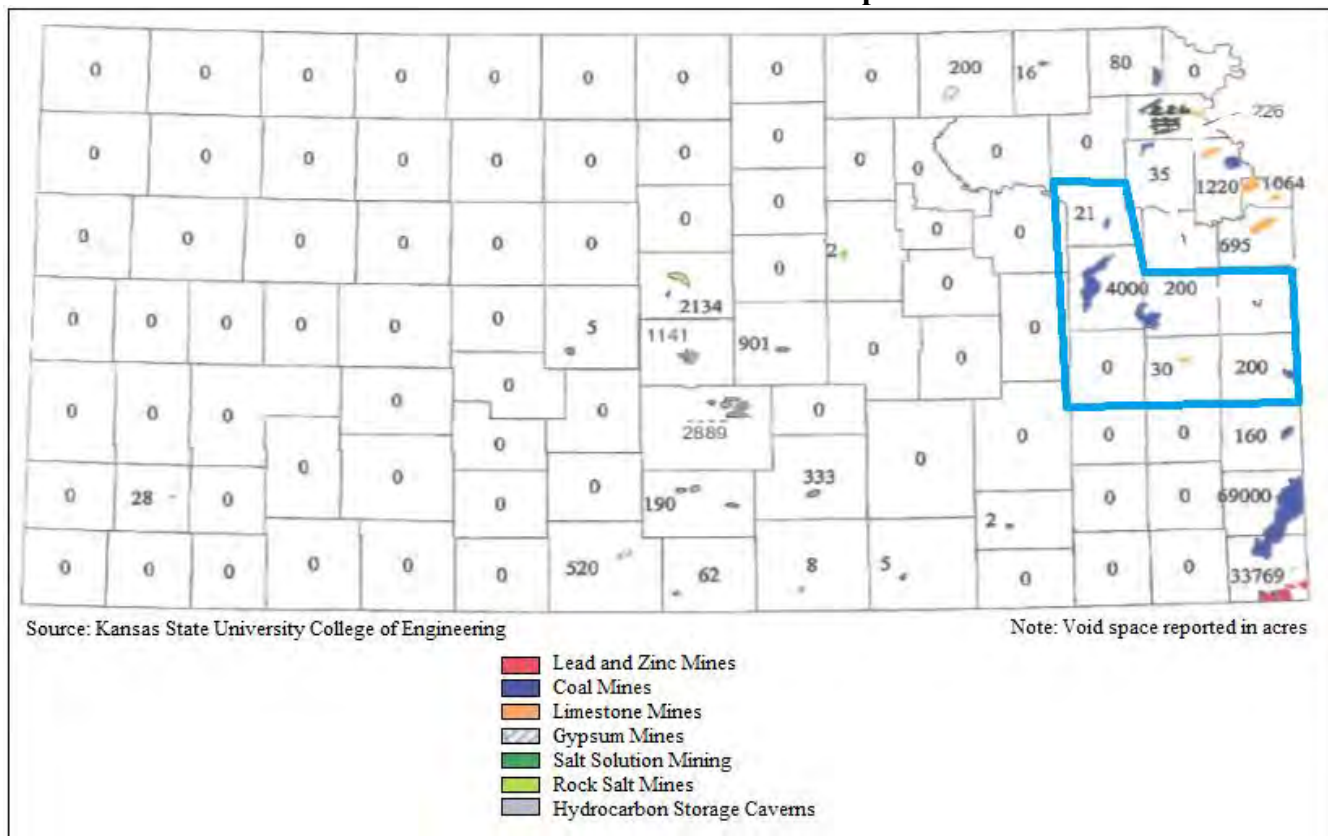 0 0 0 0 0 0 0 0 0 200 16 80 0
0 0 0 0 0 0 0 0 0 0 0 0 35 1220 1064
0
0 0 0 0 0 0 0 0 2 0 0 21 695
0 0 0 0 0 0 5 2134 0 0 4000 200
1141 901 0 0 0 0 30 200
0 0 0 0 0 0 2889 0 0 0 0 160
0
0 28 0 0 0 0 0 190 333 0 0 0 69000
2
0 0 0 0 0 0 520 62 8 5 0 0 0 33769
Source: Kansas State University College of Engineering
Note: Void space reported in acres
Lead and Zinc Mines
Coal Mines
Limestone Mines
Gypsum Mines
Salt Solution Mining
Rock Salt Mines
Hydrocarbon Storage Caverns